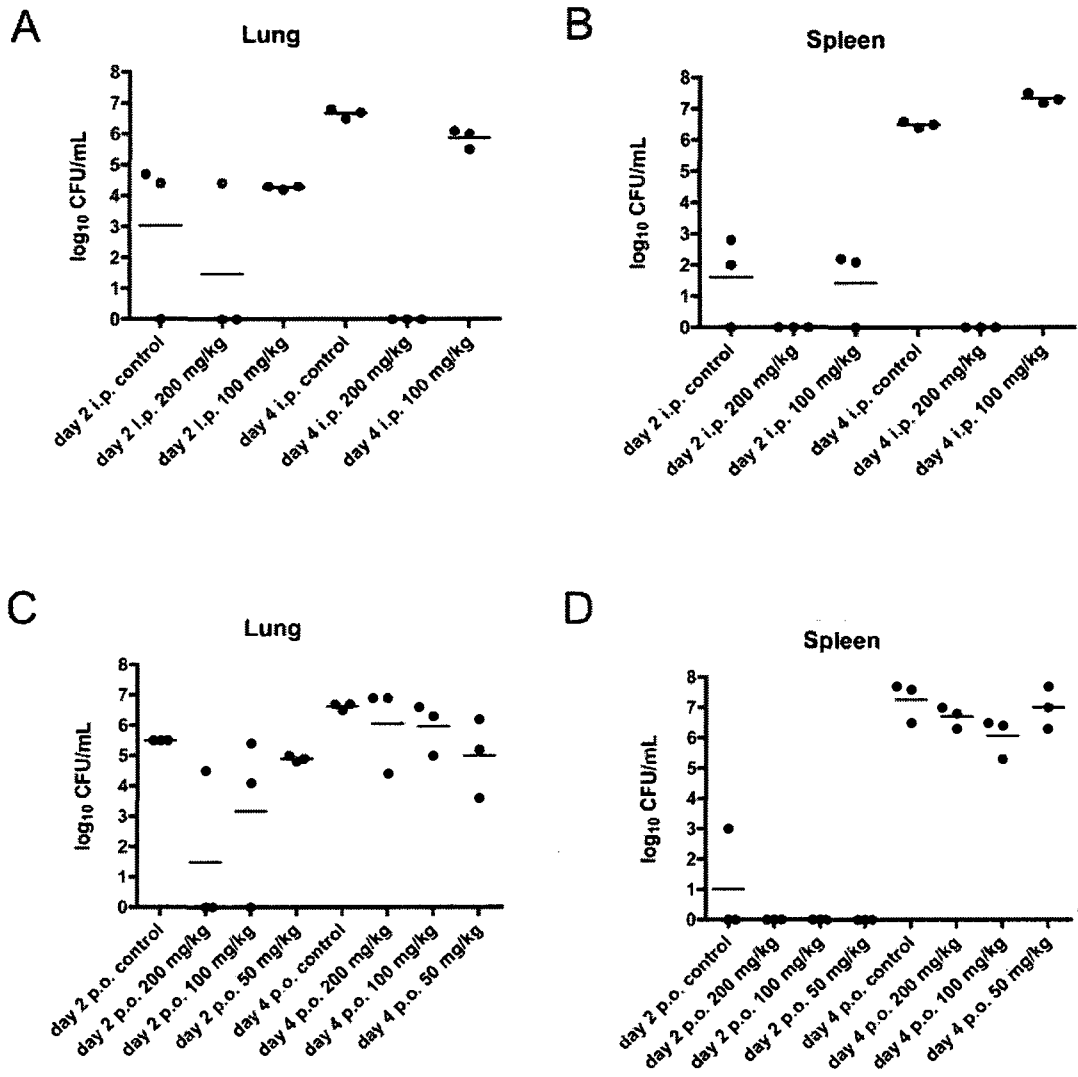 A
Lung
log10 CFU/mL
8
7
6
5
4
3
2
1
0
day 2 i.p. control
day 2 i.p. 200 mg/kg
day 2 i.p. 100 mg/kg
day 4 i.p. control
day 4 i.p. 200 mg/kg
day 4 i.p. 100 mg/kg
B
Spleen
log10 CFU/mL
8
7
6
5
4
3
2
1
0
day 2 i.p. control
day 2 i.p. 200 mg/kg
day 2 i.p. 100 mg/kg
day 4 i.p. control
day 4 i.p. 200 mg/kg
day 4 i.p. 100 mg/kg
C
Lung
log10 CFU/mL
8
7
6
5
4
3
2
1
0
day 2 p.o. control
day 2 p.o. 200 mg/kg
day 2 p.o. 100 mg/kg
day 2 p.o. 50 mg/kg
day 4 p.o. control
day 4 p.o. 200 mg/kg
day 4 p.o. 100 mg/kg
day 4 p.o. 50 mg/kg
D
Spleen
log10 CFU/mL
8
7
6
5
4
3
2
1
0
day 2 p.o. control
day 2 p.o. 200 mg/kg
day 2 p.o. 100 mg/kg
day 2 p.o. 50 mg/kg
day 4 p.o. control
day 4 p.o. 200 mg/kg
day 4 p.o. 100 mg/kg
day 4 p.o. 50 mg/kg